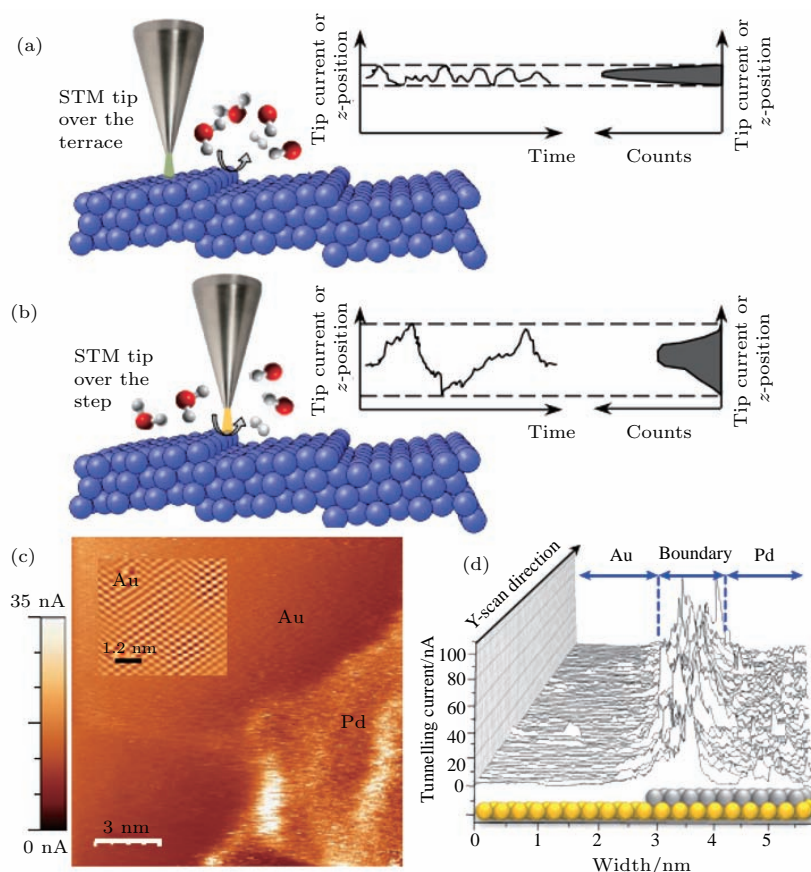 (a)
STM tip
over the
terrace
Tip current or
z-position
Time
Counts
Tip current or
z-position
(b)
STM tip
over the
step
Tip current or
z-position
Time
Counts
Tip current or
z-position
(c)
35 nA
0 nA
Au
1.2 nm
Au
Pd
3 nm
(d)
Au
Boundary
Pd
Y-scan direction
Tunnelling current/nA
100
80
60
40
20
0
0
1
2
3
4
5
Width/nm